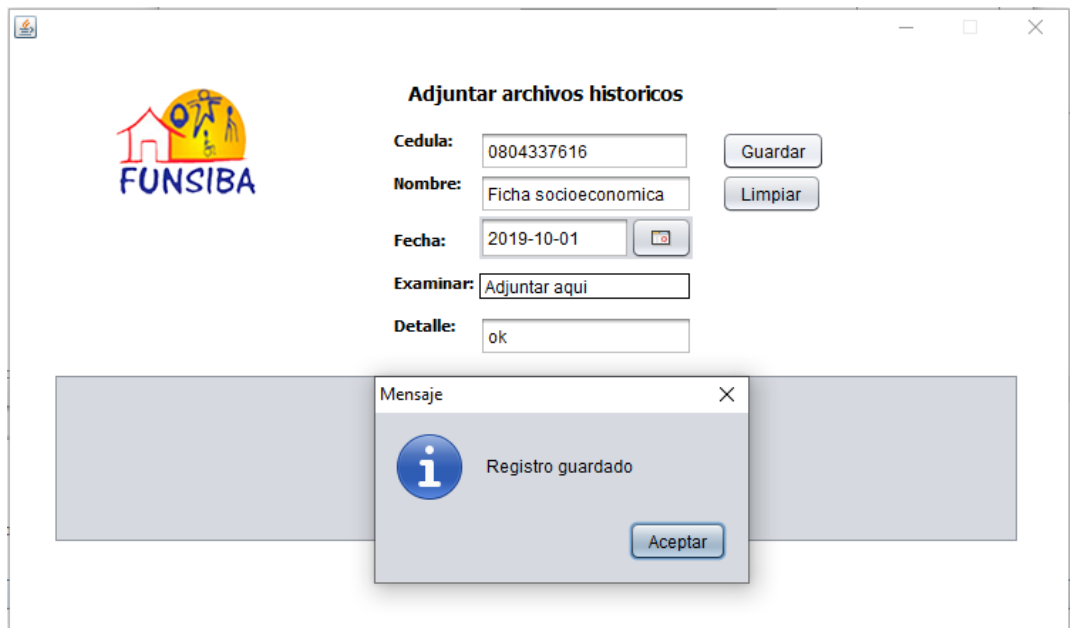 FUNSIBA
Adjuntar archivos historicos
Cedula: 0804337616 Guardar
Nombre: Ficha socioeconomica Limpiar
Fecha: 2019-10-01
Examinar: Adjuntar aqui
Detalle: ok
Mensaje
Registro guardado
Aceptar